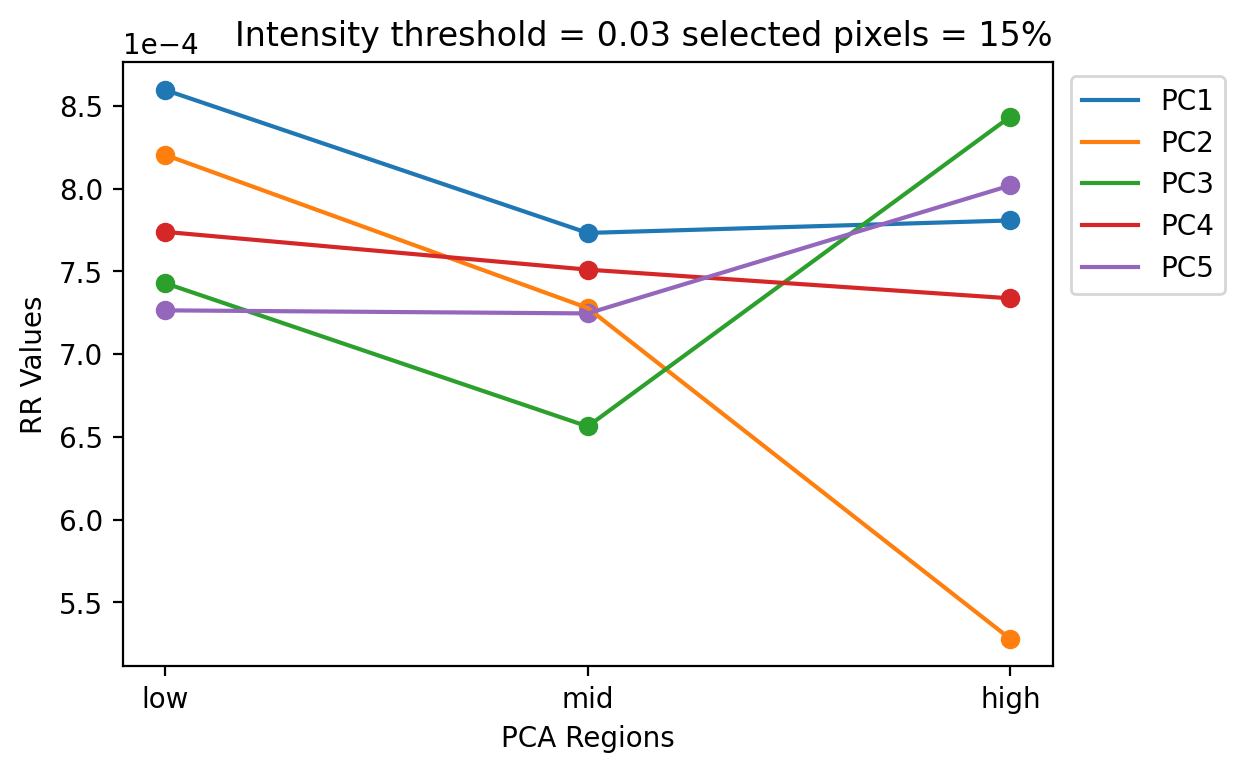 Intensity threshold = 0.03 selected pixels = 15%
1e−4
8.5
8.0
7.5
7.0
6.5
6.0
5.5
RR Values
low
mid
high
PCA Regions
PC1
PC2
PC3
PC4
PC5